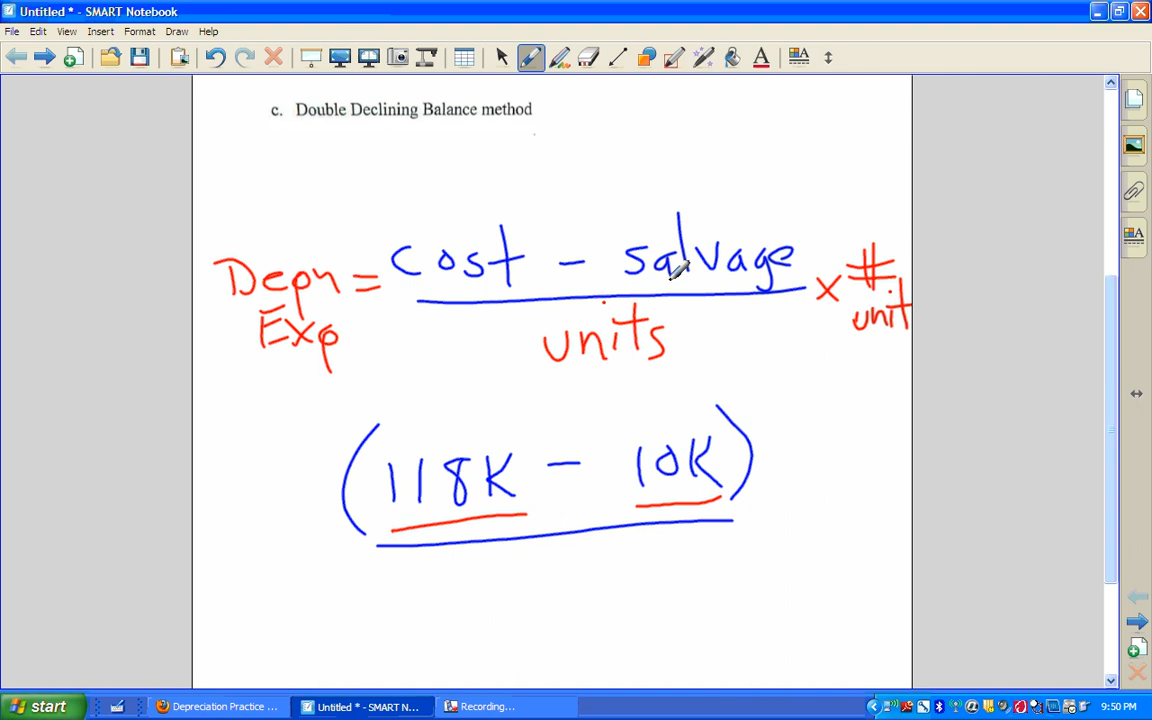 Untitled * - SMART Notebook
File Edit View Insert Format Draw Help
c. Double Declining Balance method
Depn Exp = cost - salvage × # unit
units
(118K - 10K)
start Depreciation Practice ... Untitled * - SMART N... Recording... 9:50 PM